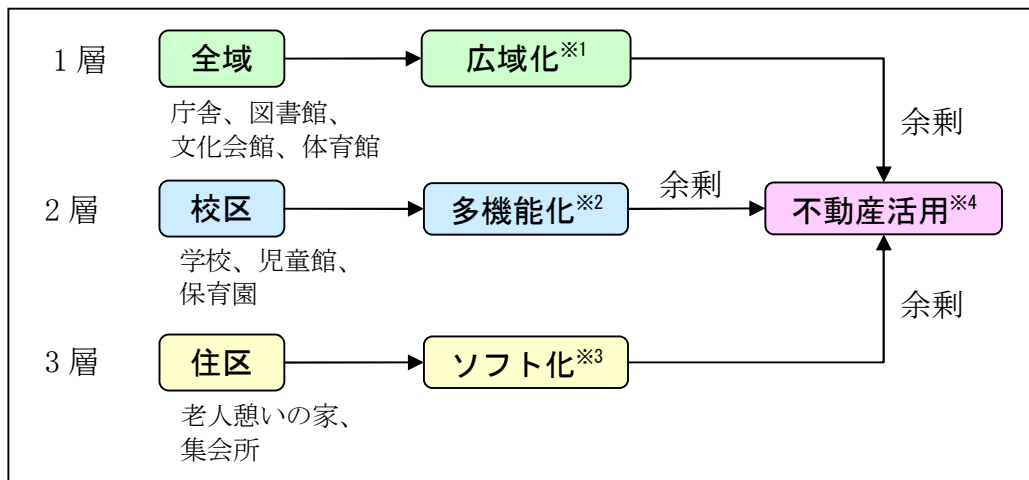 1層
全域
広域化※1
庁舎、図書館、
文化会館、体育館
余剰
2層
校区
多機能化※2
余剰
不動産活用※4
学校、児童館、
保育園
余剰
3層
住区
ソフト化※3
老人憩いの家、
集会所